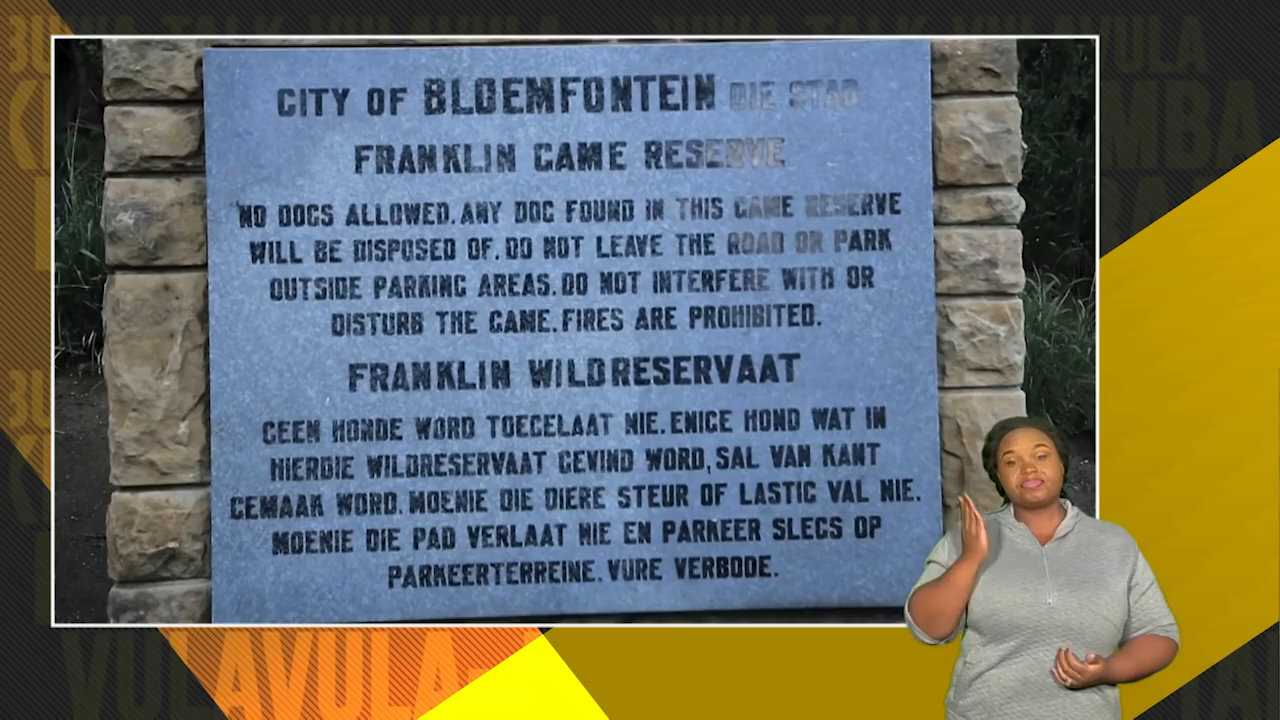 CITY OF BLOEMFONTEIN DIE STAD
FRANKLIN GAME RESERVE
NO DOGS ALLOWED. ANY DOG FOUND IN THIS GAME RESERVE
WILL BE DISPOSED OF. DO NOT LEAVE THE ROAD OR PARK
OUTSIDE PARKING AREAS. DO NOT INTERFERE WITH OR
DISTURB THE GAME. FIRES ARE PROHIBITED.
FRANKLIN WILDRESERVAAT
GEEN HONDE WORD TOEGELAAT NIE. ENIGE HOND WAT IN
HIERDIE WILDRESERVAAT GEVIND WORD, SAL VAN KANT
GEMAAK WORD. MOENIE DIE DIERE STEUR OF LASTIG VAL NIE.
MOENIE DIE PAD VERLAAT NIE EN PARKEER SLEGS OP
PARKEERTERREINE. VURE VERBODE.
VULAVULA